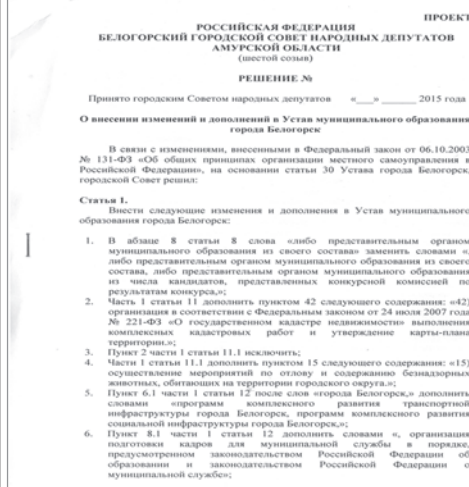 ПРОЕКТ
РОССИЙСКАЯ ФЕДЕРАЦИЯ
БЕЛОГОРСКИЙ ГОРОДСКОЙ СОВЕТ НАРОДНЫХ ДЕПУТАТОВ
АМУРСКОЙ ОБЛАСТИ
(шестой созыв)
РЕШЕНИЕ №
Принято городским Советом народных депутатов «___» ______ 2015 года
О внесении изменений и дополнений в Устав муниципального образования
города Белогорск
В связи с изменениями, внесенными в Федеральный закон от 06.10.2003
№ 131-ФЗ «Об общих принципах организации местного самоуправления в
Российской Федерации», на основании статьи 30 Устава города Белогорск,
городской Совет решил:
Статья 1.
Внести следующие изменения и дополнения в Устав муниципального
образования города Белогорск:
1. В абзаце 8 статьи 8 слова «либо представительным органом
муниципального образования из своего состава» заменить словами «,
либо представительным органом муниципального образования из своего
состава, либо представительным органом муниципального образования
из числа кандидатов, представленных конкурсной комиссией по
результатам конкурса,»;
2. Часть 1 статьи 11 дополнить пунктом 42 следующего содержания: «42)
организация в соответствии с Федеральным законом от 24 июля 2007 года
№ 221-ФЗ «О государственном кадастре недвижимости» выполнения
комплексных кадастровых работ и утверждение карты-плана
территории.»;
3. Пункт 2 части 1 статьи 11.1 исключить;
4. Части 1 статьи 11.1 дополнить пунктом 15 следующего содержания: «15)
осуществление мероприятий по отлову и содержанию безнадзорных
животных, обитающих на территории городского округа.»;
5. Пункт 6.1 части 1 статьи 12 после слов «города Белогорск,» дополнить
словами «программ комплексного развития транспортной
инфраструктуры города Белогорск, программ комплексного развития
социальной инфраструктуры города Белогорск,»;
6. Пункт 8.1 части 1 статьи 12 дополнить словами «, организация
подготовки кадров для муниципальной службы в порядке,
предусмотренном законодательством Российской Федерации об
образовании и законодательством Российской Федерации о
муниципальной службе»;